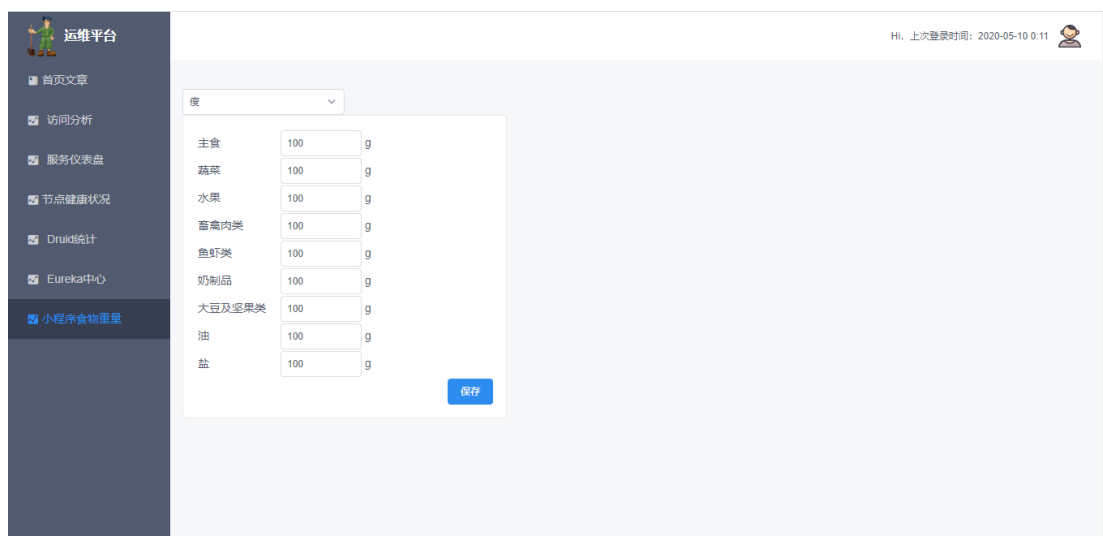 运维平台
Hi, 上次登录时间：2020-05-10 0:11
首页文章
访问分析
服务仪表盘
节点健康状况
Druid统计
Eureka中心
小程序食物重量
瘦
主食 100 g
蔬菜 100 g
水果 100 g
畜禽肉类 100 g
鱼虾类 100 g
奶制品 100 g
大豆及坚果类 100 g
油 100 g
盐 100 g
保存